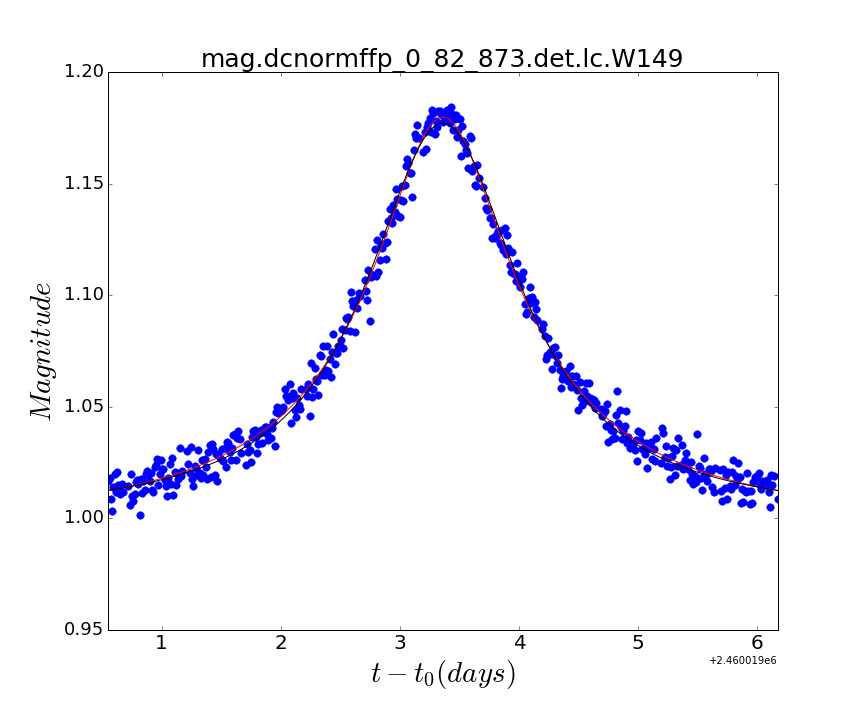 mag.dcnormffp_0_82_873.det.lc.W149
1.20
1.15
1.10
1.05
1.00
0.95
Magnitude
1 2 3 4 5 6
+2.460019e6
t − t₀(days)